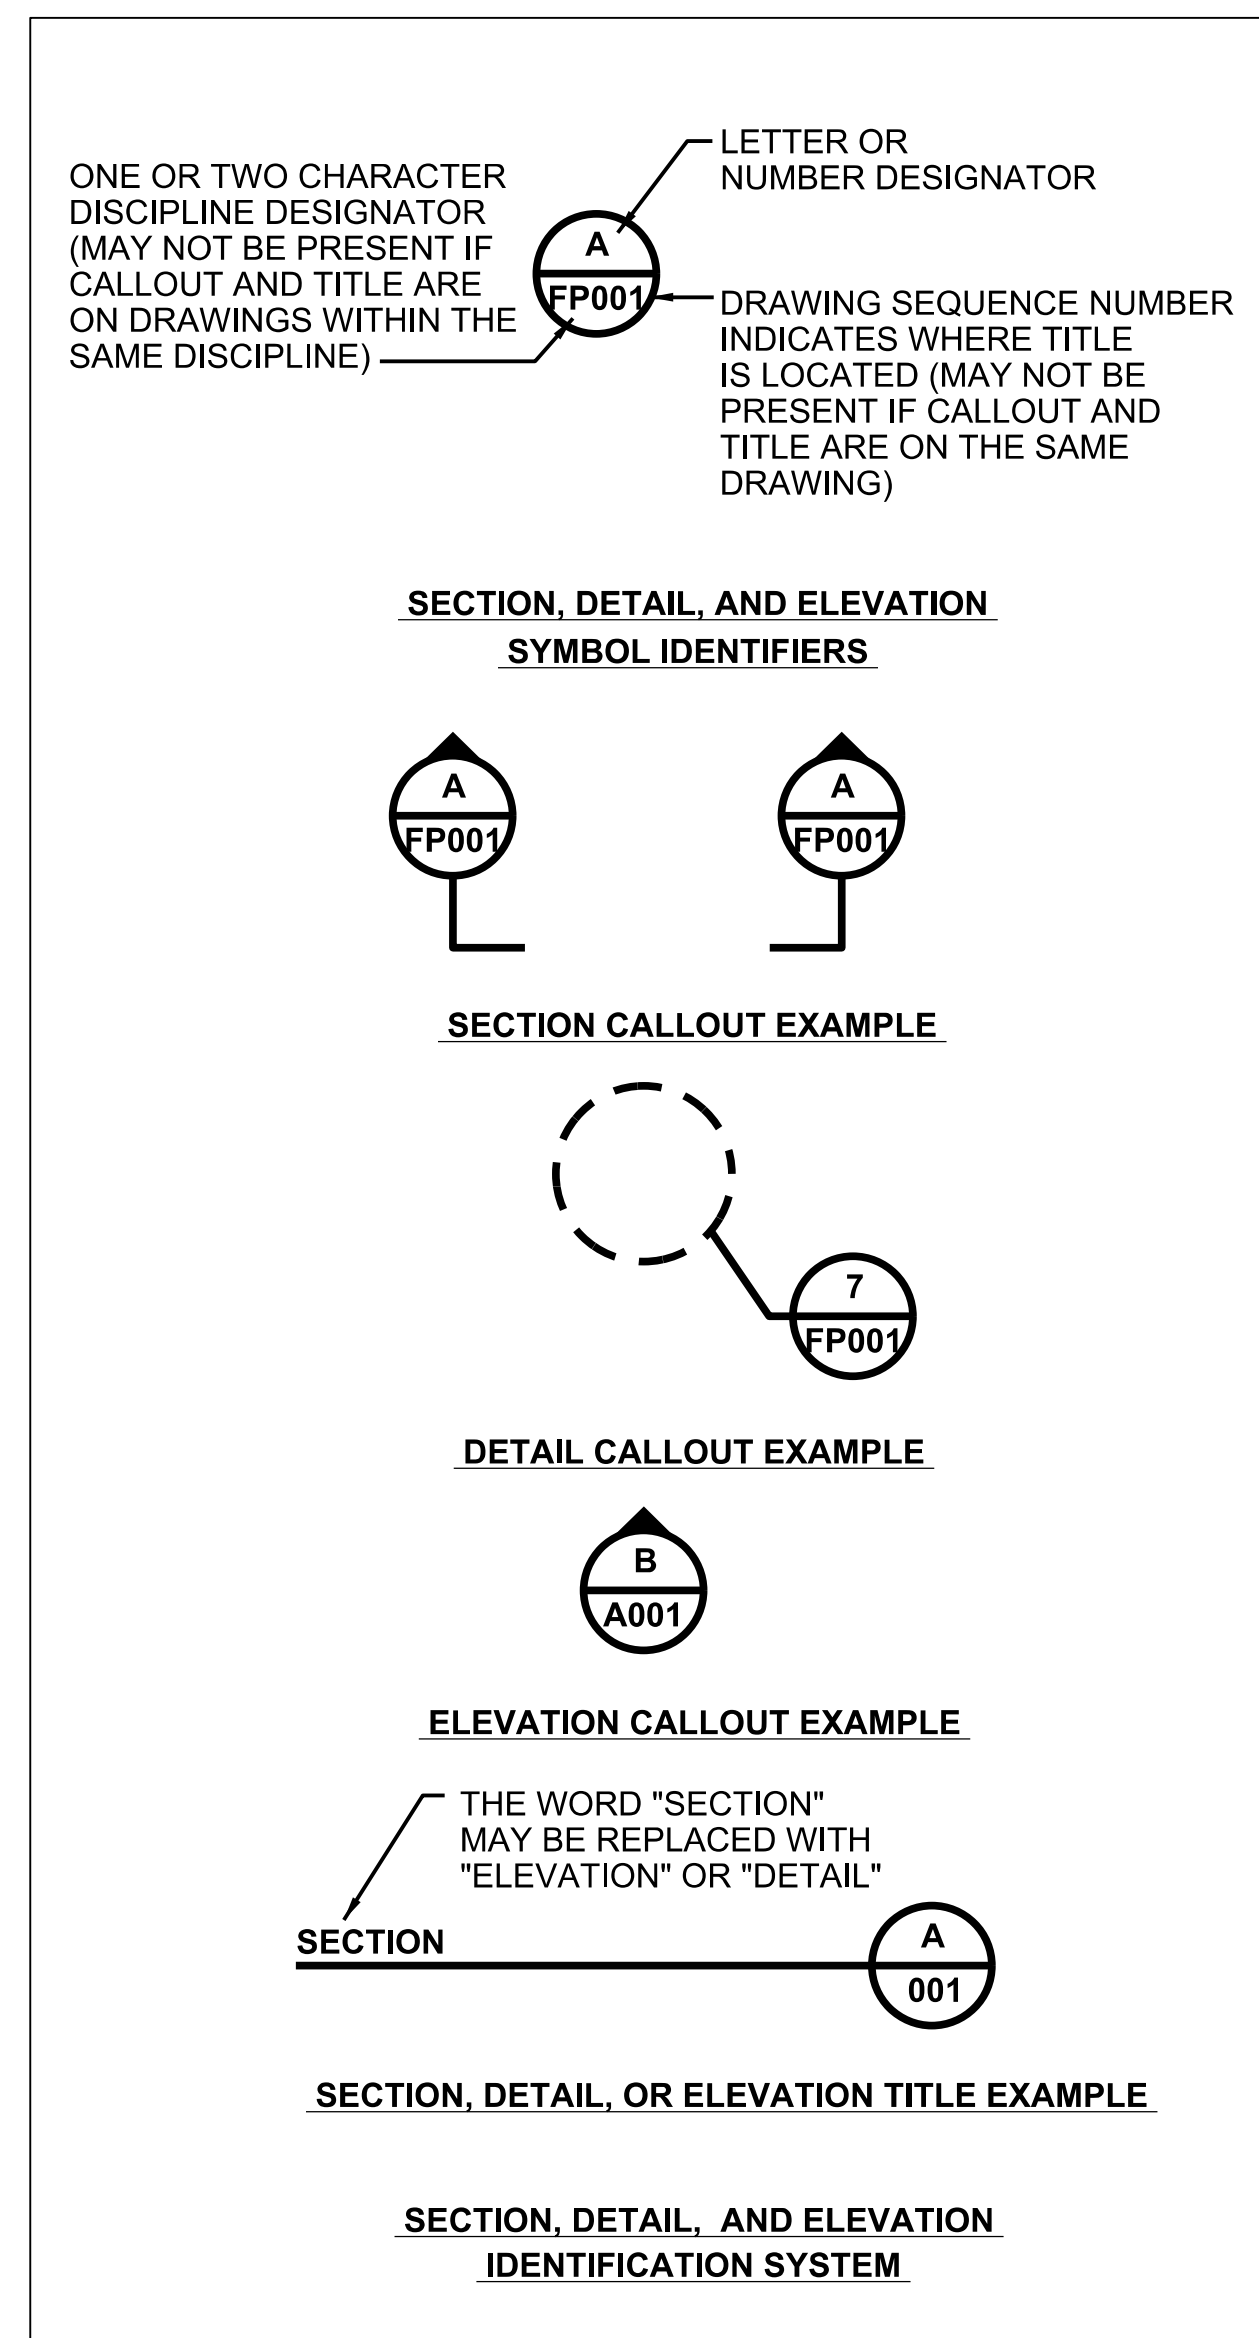 ONE OR TWO CHARACTER
DISCIPLINE DESIGNATOR
(MAY NOT BE PRESENT IF
CALLOUT AND TITLE ARE
ON DRAWINGS WITHIN THE
SAME DISCIPLINE)
A
FP001
LETTER OR
NUMBER DESIGNATOR
DRAWING SEQUENCE NUMBER
INDICATES WHERE TITLE
IS LOCATED (MAY NOT BE
PRESENT IF CALLOUT AND
TITLE ARE ON THE SAME
DRAWING)
SECTION, DETAIL, AND ELEVATION
SYMBOL IDENTIFIERS
A
FP001
A
FP001
SECTION CALLOUT EXAMPLE
7
FP001
DETAIL CALLOUT EXAMPLE
B
A001
ELEVATION CALLOUT EXAMPLE
THE WORD "SECTION"
MAY BE REPLACED WITH
"ELEVATION" OR "DETAIL"
SECTION
A
001
SECTION, DETAIL, OR ELEVATION TITLE EXAMPLE
SECTION, DETAIL, AND ELEVATION
IDENTIFICATION SYSTEM